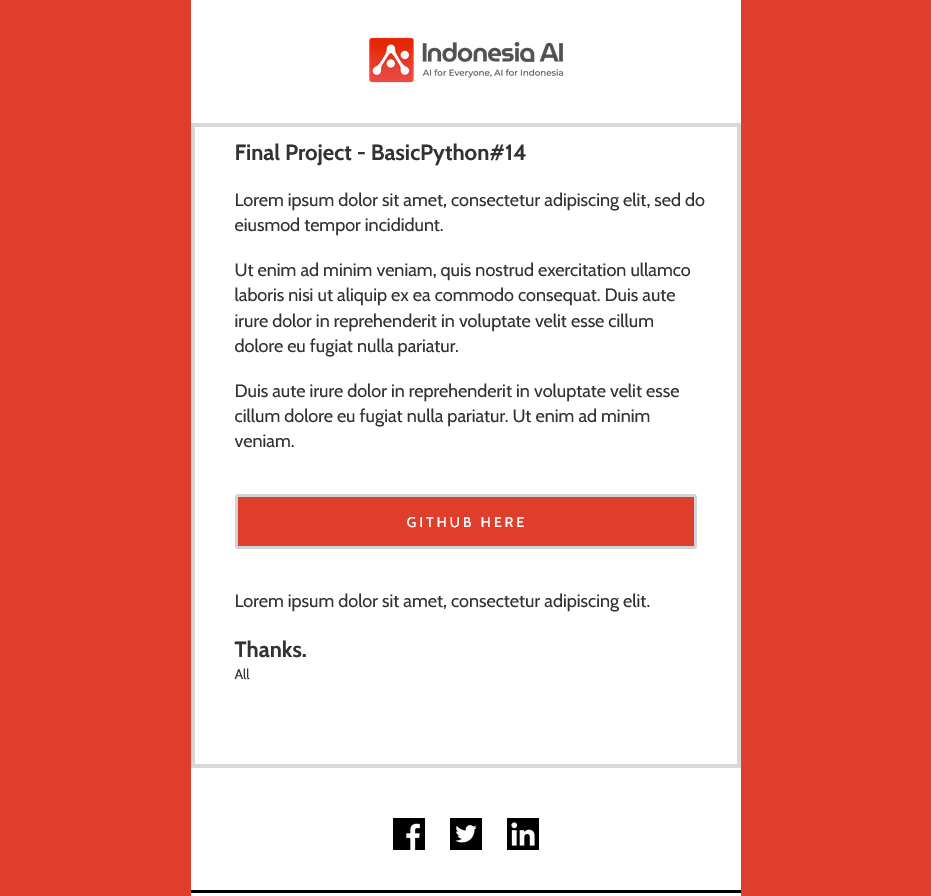 Indonesia AI
AI for Everyone, AI for Indonesia
Final Project - BasicPython#14
Lorem ipsum dolor sit amet, consectetur adipiscing elit, sed do
eiusmod tempor incididunt.
Ut enim ad minim veniam, quis nostrud exercitation ullamco
laboris nisi ut aliquip ex ea commodo consequat. Duis aute
irure dolor in reprehenderit in voluptate velit esse cillum
dolore eu fugiat nulla pariatur.
Duis aute irure dolor in reprehenderit in voluptate velit esse
cillum dolore eu fugiat nulla pariatur. Ut enim ad minim
veniam.
GITHUB HERE
Lorem ipsum dolor sit amet, consectetur adipiscing elit.
Thanks.
All